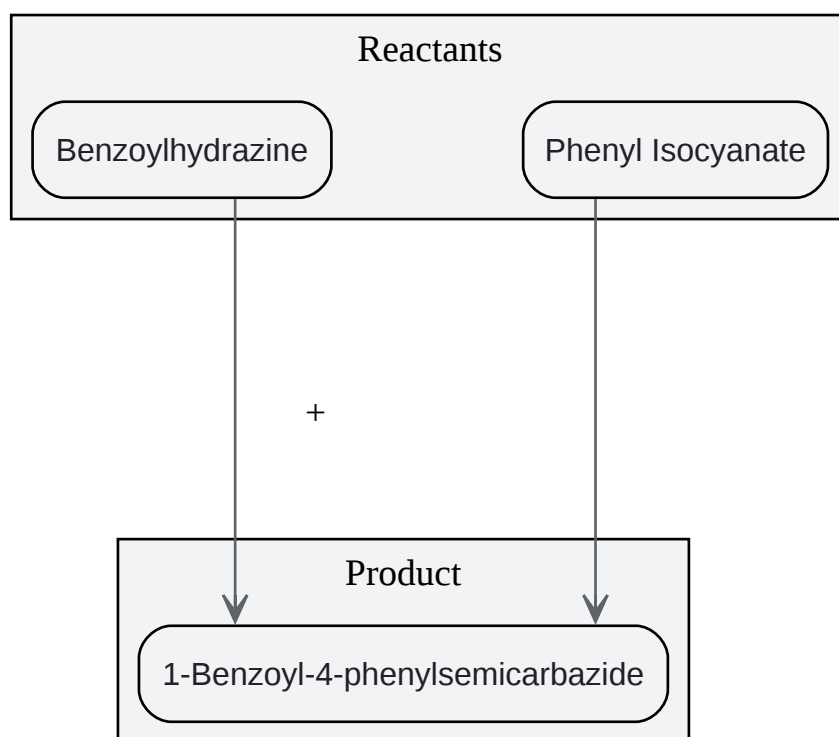 Reactants
Benzoylhydrazine
Phenyl Isocyanate
+
Product
1-Benzoyl-4-phenylsemicarbazide